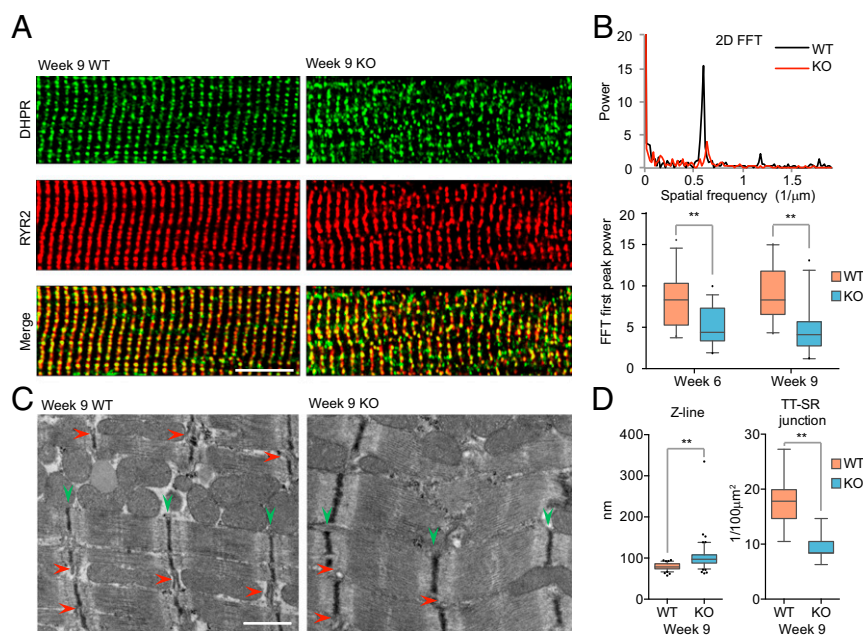 A
Week 9 WT
Week 9 KO
DHPR
RYR2
Merge
B
2D FFT
WT
KO
Power
20
15
10
5
0
0
0.5
1
1.5
Spatial frequency (1/μm)
FFT first peak power
20
15
10
5
0
**
**
WT
KO
Week 6
Week 9
C
Week 9 WT
Week 9 KO
D
Z-line
nm
400
300
200
100
0
**
WT
KO
Week 9
TT-SR
junction
1/100μm²
30
20
10
0
**
WT
KO
Week 9
WT
KO